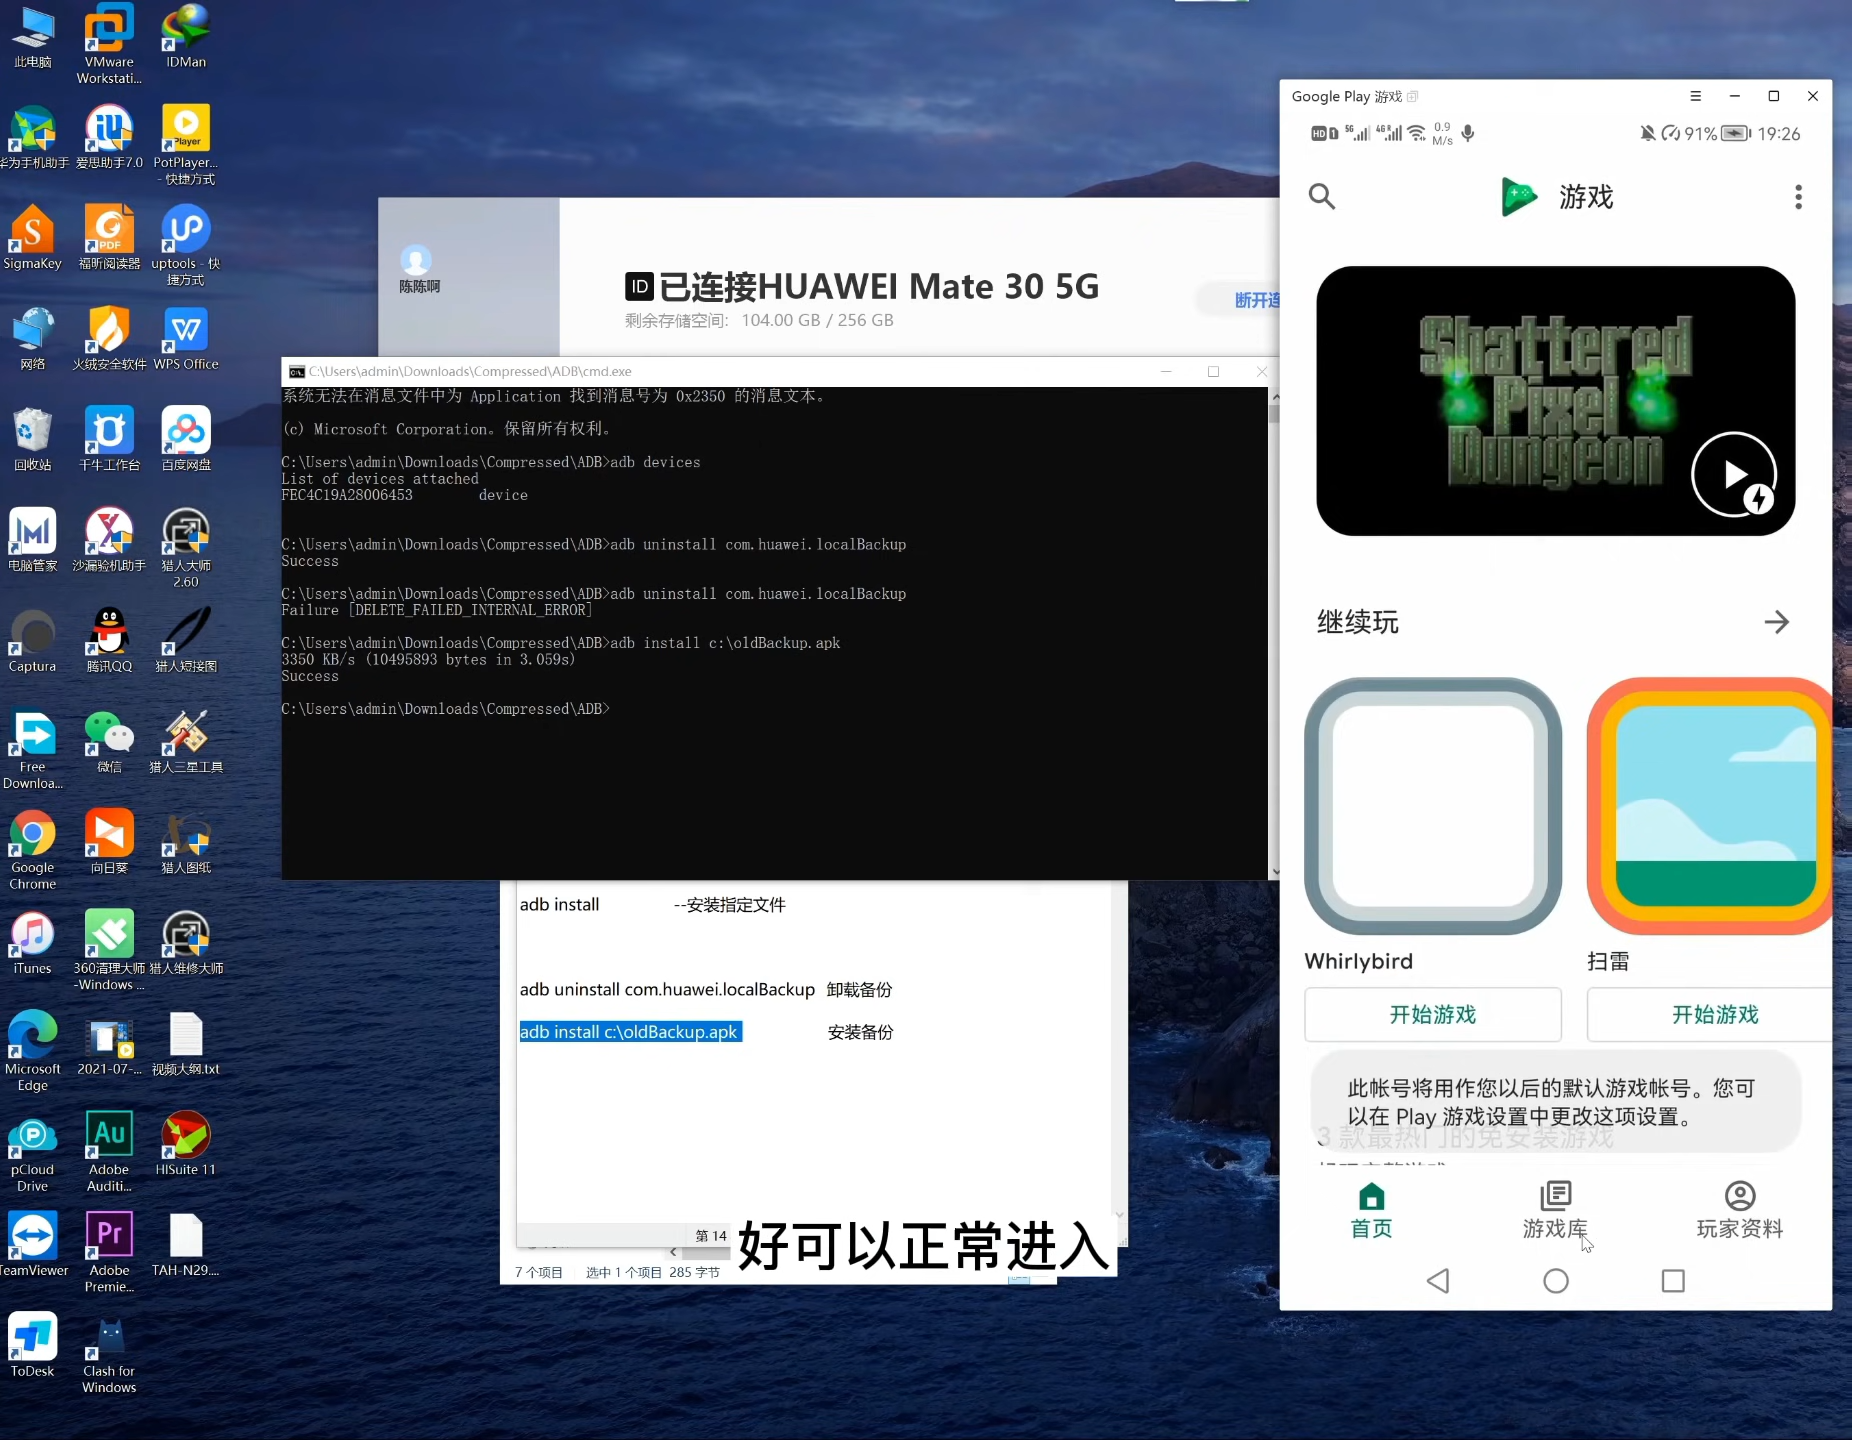 此电脑
VMware
Workstati...
IDMan
华为手机助手
爱思助手7.0
PotPlayer...
- 快捷方式
SigmaKey
福昕阅读器
uptools - 快
捷方式
网络
火绒安全软件
WPS Office
回收站
千牛工作台
百度网盘
电脑管家
沙漏验机助手
猎人大师
2.60
Captura
腾讯QQ
猎人短接图
Free
Downloa...
微信
猎人三星工具
Google
Chrome
向日葵
猎人图纸
iTunes
360清理大师
-Windows ...
猎人维修大师
Microsoft
Edge
2021-07-...
视频大纲.txt
pCloud
Drive
Adobe
Auditi...
HISuite 11
TeamViewer
Adobe
Premie...
TAH-N29....
ToDesk
Clash for
Windows
陈陈啊
ID 已连接HUAWEI Mate 30 5G
剩余存储空间: 104.00 GB / 256 GB
断开连
C:\Users\admin\Downloads\Compressed\ADB\cmd.exe
系统无法在消息文件中为 Application 找到消息号为 0x2350 的消息文本。
(c) Microsoft Corporation。保留所有权利。
C:\Users\admin\Downloads\Compressed\ADB>adb devices
List of devices attached
FEC4C19A28006453 device
C:\Users\admin\Downloads\Compressed\ADB>adb uninstall com.huawei.localBackup
Success
C:\Users\admin\Downloads\Compressed\ADB>adb uninstall com.huawei.localBackup
Failure [DELETE_FAILED_INTERNAL_ERROR]
C:\Users\admin\Downloads\Compressed\ADB>adb install c:\oldBackup.apk
3350 KB/s (10495893 bytes in 3.059s)
Success
C:\Users\admin\Downloads\Compressed\ADB>
adb install --安装指定文件
adb uninstall com.huawei.localBackup 卸载备份
adb install c:\oldBackup.apk 安装备份
第 14
7 个项目 选中 1 个项目 285 字节
好可以正常进入
Google Play 游戏
HD 1 5G 4G R 0.9 M/s 91% 19:26
游戏
Shattered
Pixel
Dungeon
继续玩
Whirlybird
扫雷
开始游戏
开始游戏
此帐号将用作您以后的默认游戏帐号。您可
以在 Play 游戏设置中更改这项设置。
3 款最热门的免安装游戏
首页
游戏库
玩家资料